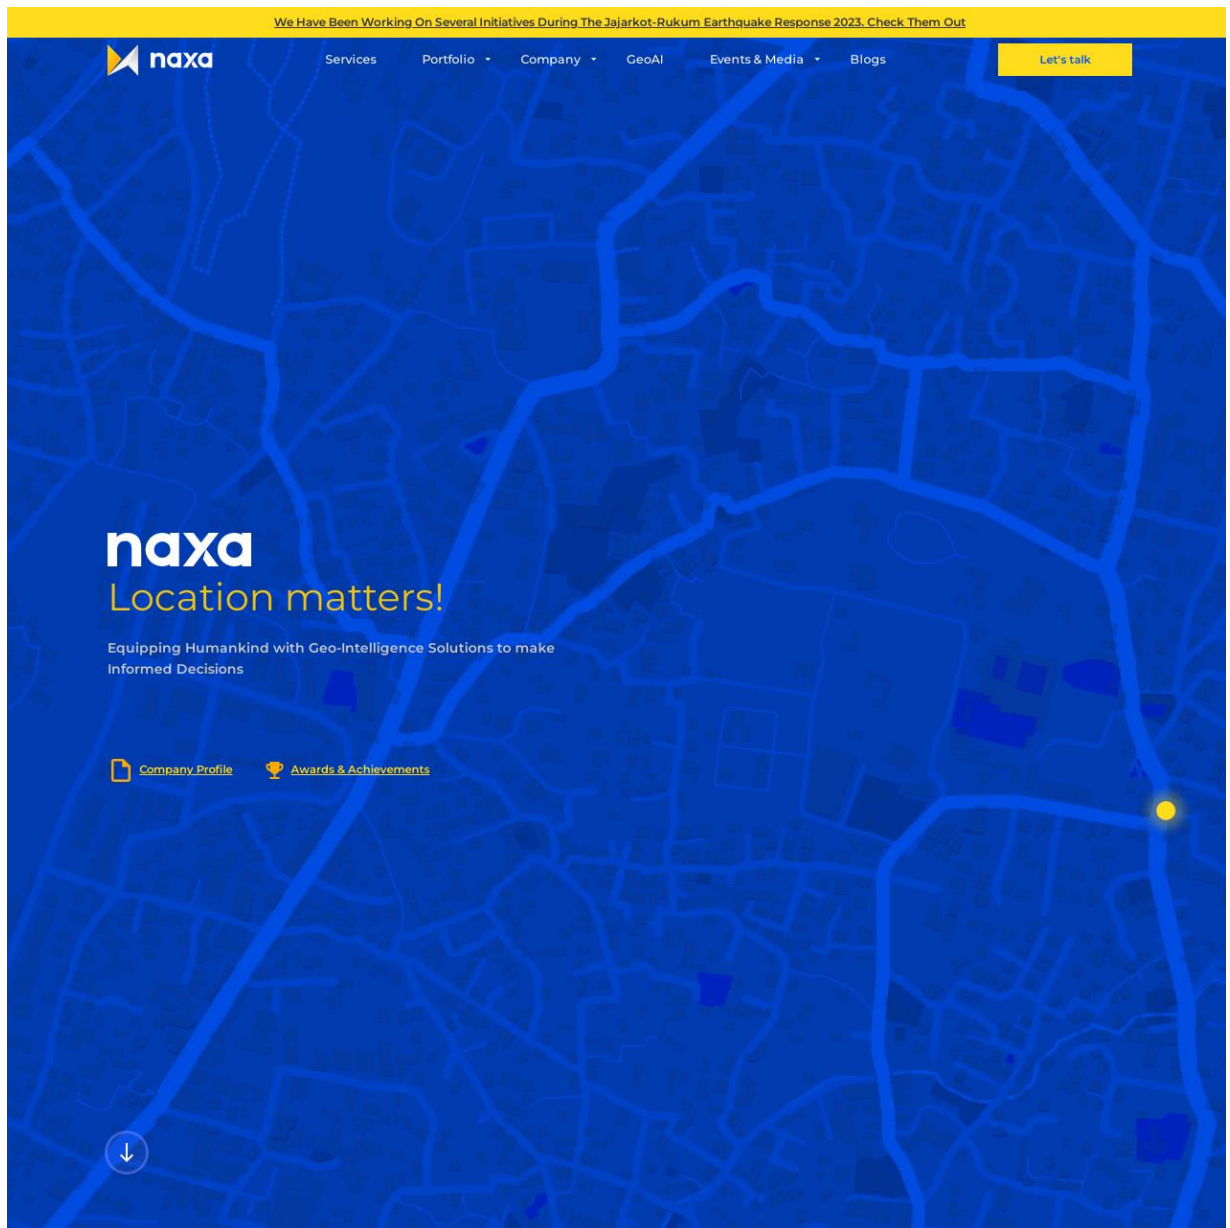 We Have Been Working On Several Initiatives During The Jajarkot-Rukum Earthquake Response 2023. Check Them Out
naxa
Services
Portfolio
Company
GeoAI
Events & Media
Blogs
Let's talk
naxa
Location matters!
Equipping Humankind with Geo-Intelligence Solutions to make
Informed Decisions
Company Profile
Awards & Achievements